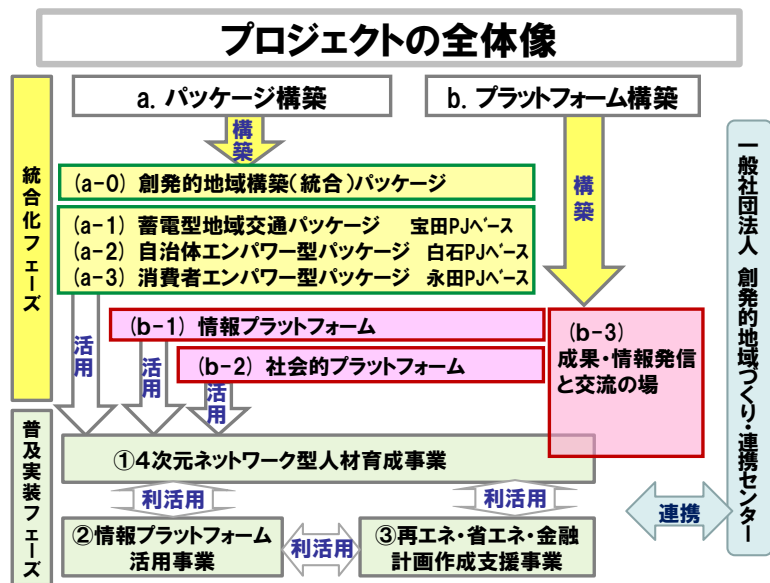 プロジェクトの全体像
a. パッケージ構築
b. プラットフォーム構築
統合化フェーズ
構築
構築
(a-0) 創発的地域構築(統合)パッケージ
(a-1) 蓄電型地域交通パッケージ 宝田PJベース
(a-2) 自治体エンパワー型パッケージ 白石PJベース
(a-3) 消費者エンパワー型パッケージ 永田PJベース
活用
(b-1) 情報プラットフォーム
活用
(b-2) 社会的プラットフォーム
活用
(b-3)
成果・情報発信
と交流の場
一般社団法人 創発的地域づくり・連携センター
普及実装フェーズ
①4次元ネットワーク型人材育成事業
利活用
利活用
連携
②情報プラットフォーム
活用事業
利活用
③再エネ・省エネ・金融
計画作成支援事業